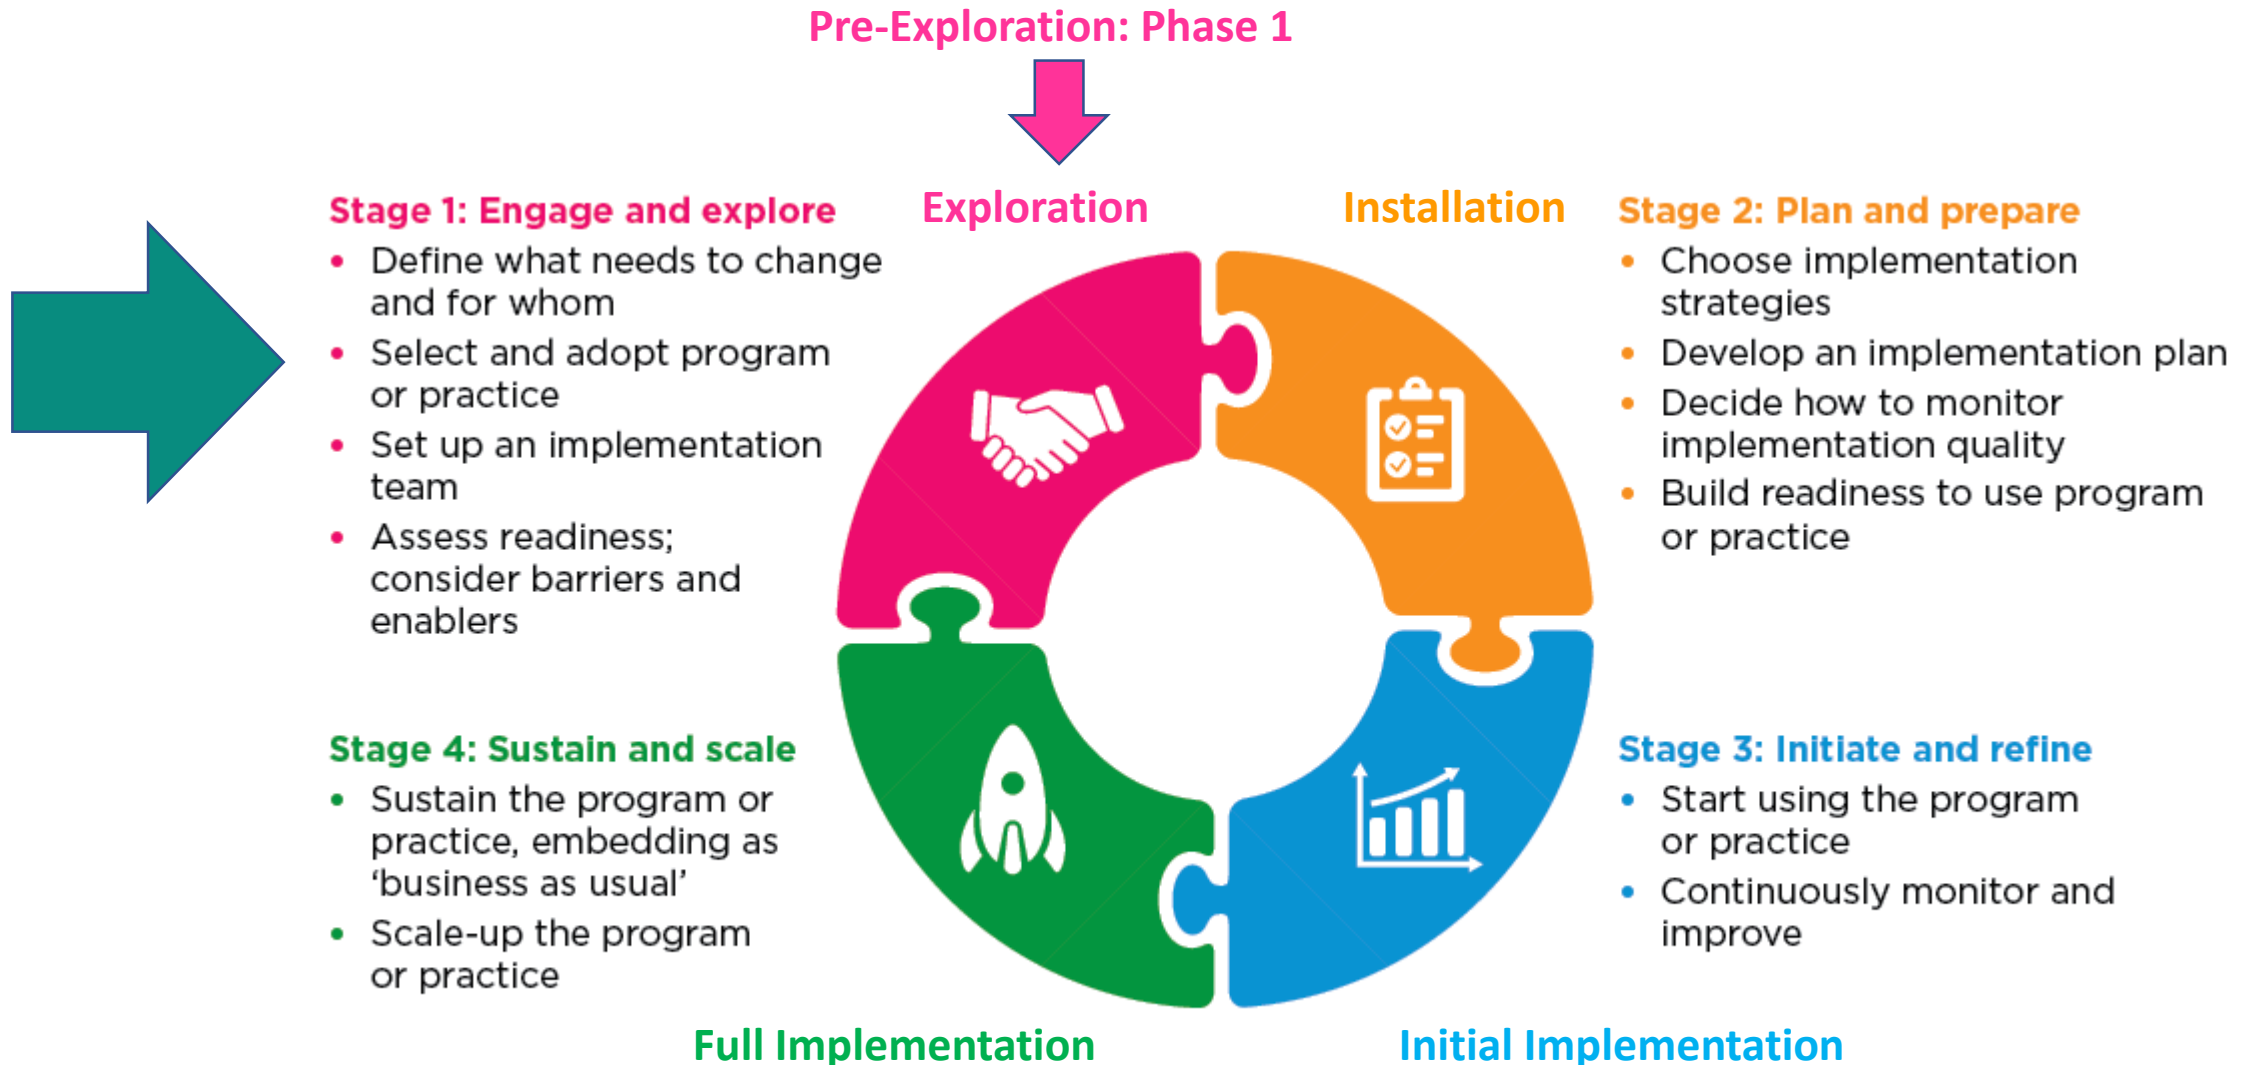 Pre-Exploration: Phase 1
Exploration
Installation
Stage 1: Engage and explore
• Define what needs to change
and for whom
• Select and adopt program
or practice
• Set up an implementation
team
• Assess readiness;
consider barriers and
enablers
Stage 2: Plan and prepare
• Choose implementation
strategies
• Develop an implementation plan
• Decide how to monitor
implementation quality
• Build readiness to use program
or practice
Stage 4: Sustain and scale
• Sustain the program or
practice, embedding as
‘business as usual’
• Scale-up the program
or practice
Stage 3: Initiate and refine
• Start using the program
or practice
• Continuously monitor and
improve
Full Implementation
Initial Implementation